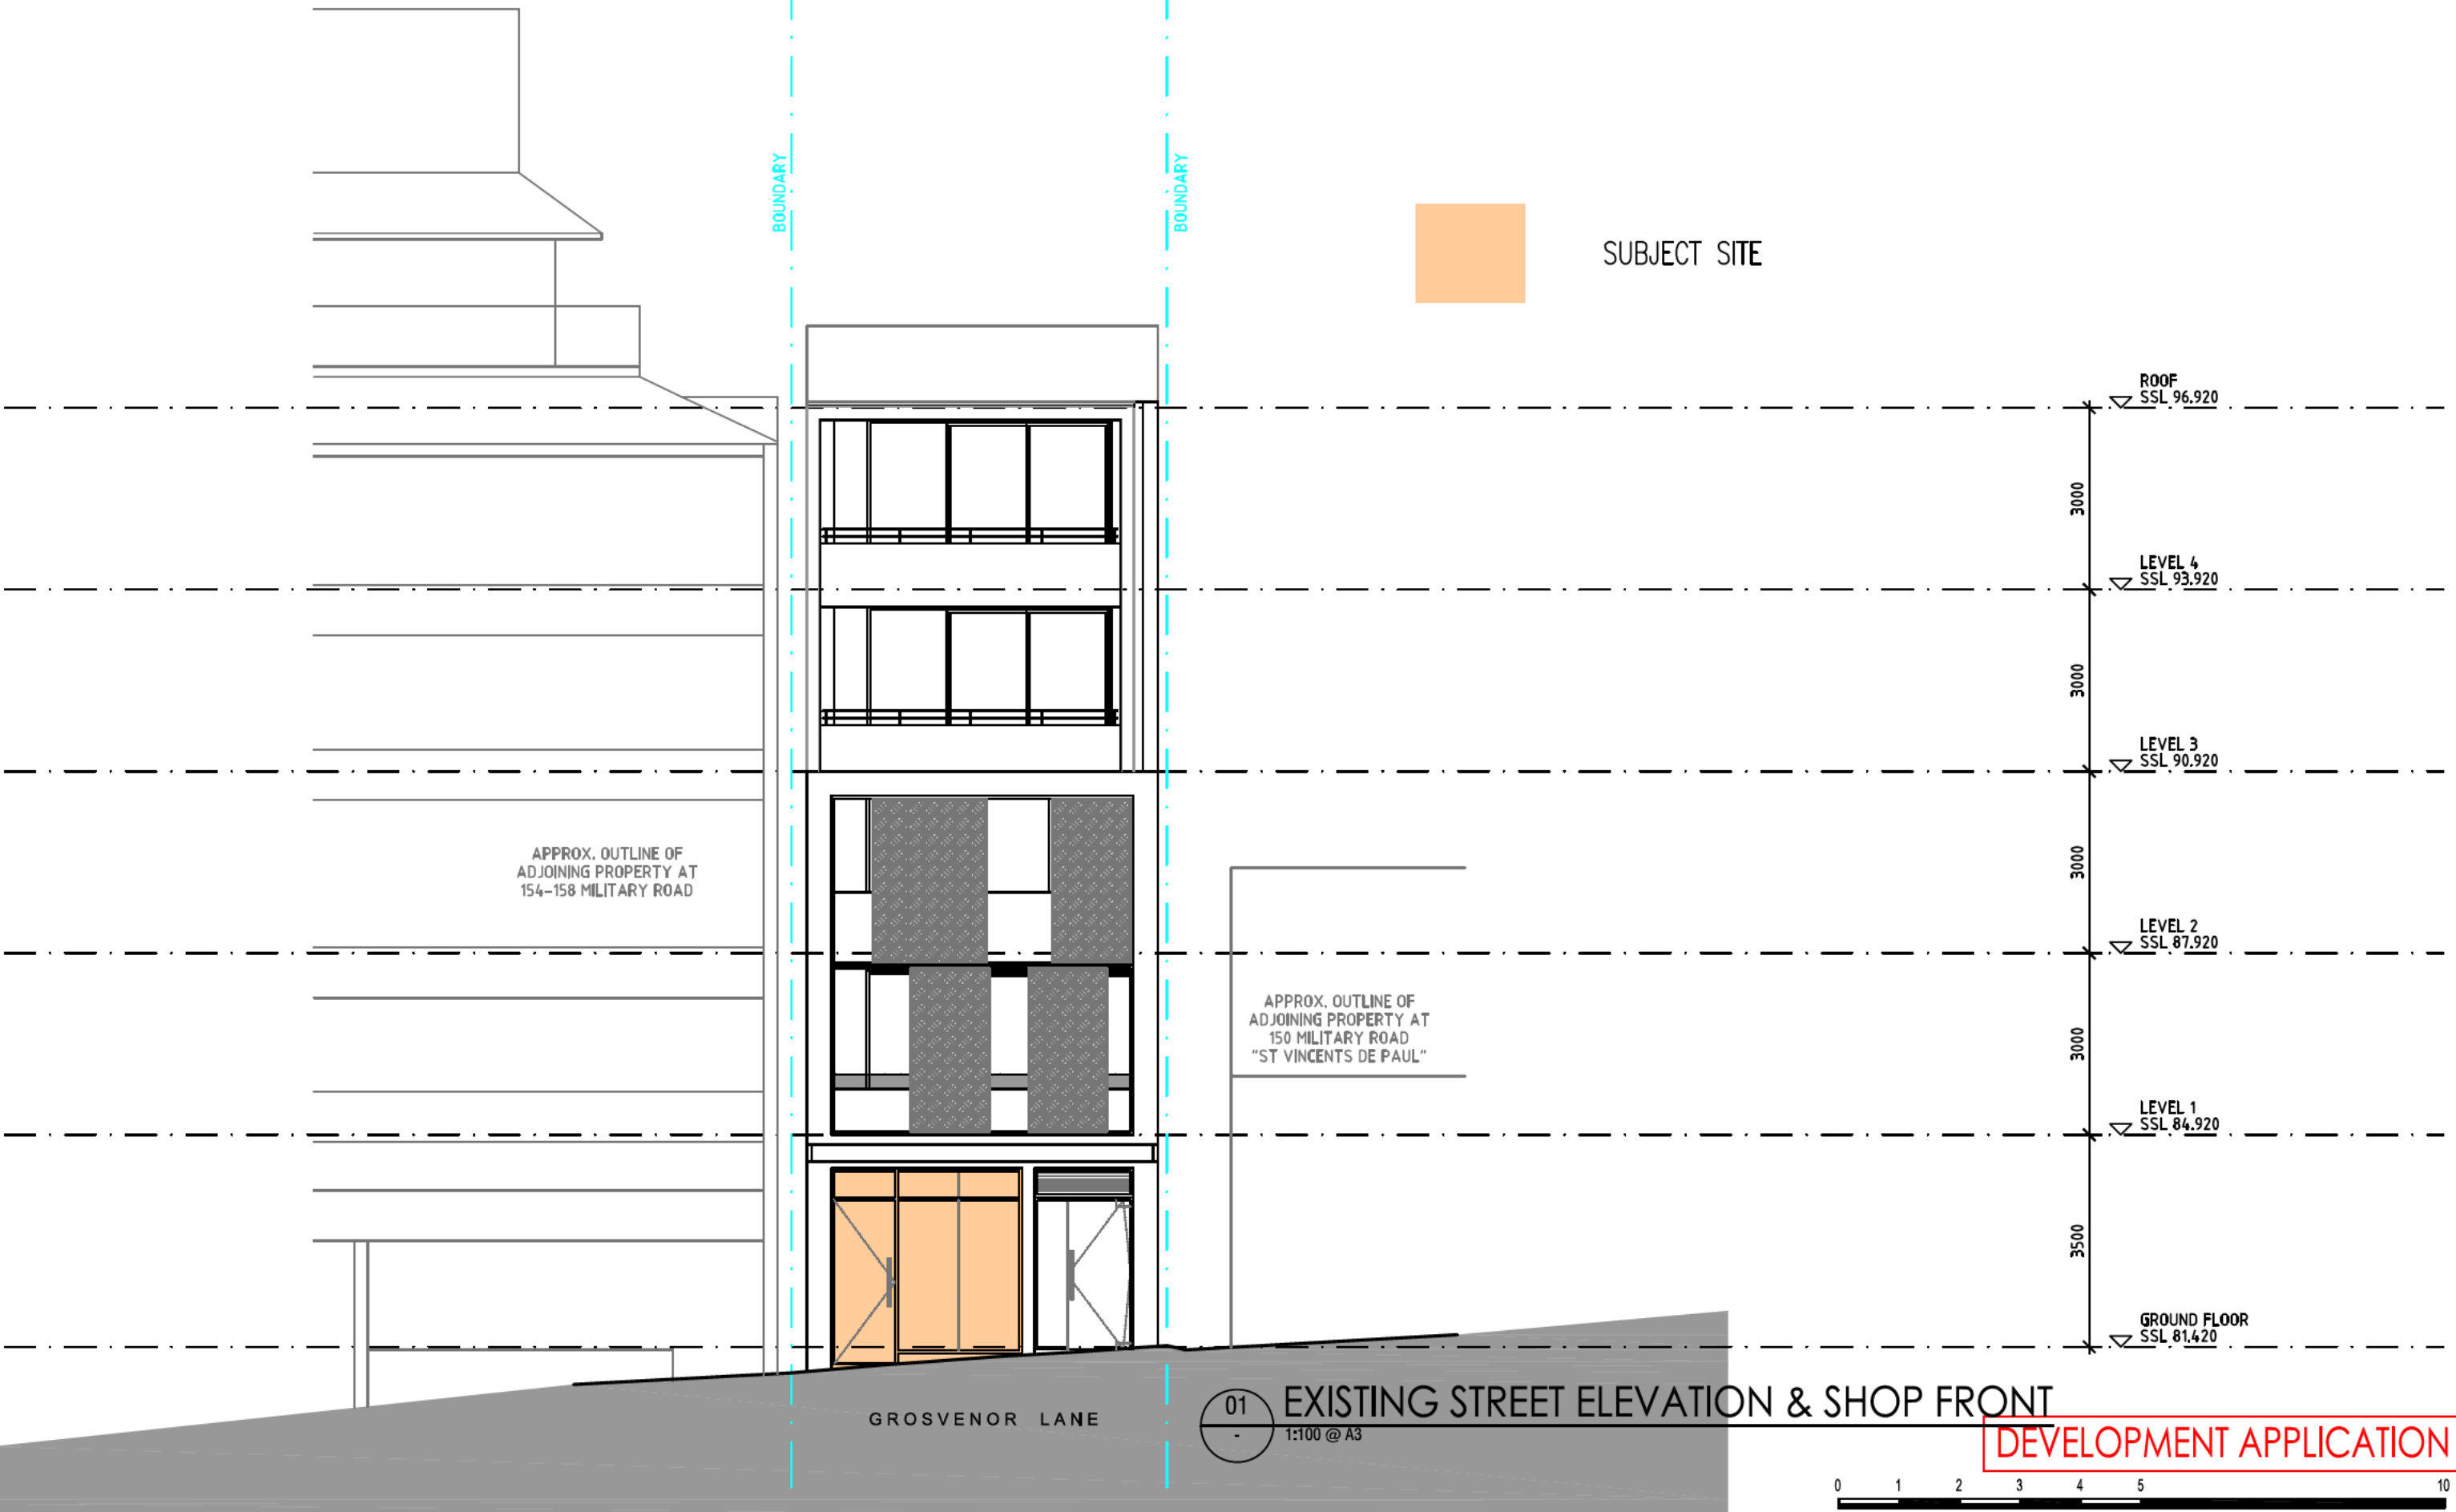 BOUNDARY
BOUNDARY
SUBJECT SITE
ROOF
SSL 96.920
3000
LEVEL 4
SSL 93.920
3000
LEVEL 3
SSL 90.920
3000
APPROX. OUTLINE OF
ADJOINING PROPERTY AT
154-158 MILITARY ROAD
LEVEL 2
SSL 87.920
APPROX. OUTLINE OF
ADJOINING PROPERTY AT
150 MILITARY ROAD
"ST VINCENTS DE PAUL"
3000
LEVEL 1
SSL 84.920
3500
GROUND FLOOR
SSL 81.420
GROSVENOR LANE
01
-
EXISTING STREET ELEVATION & SHOP FRONT
1:100 @ A3
DEVELOPMENT APPLICATION
0 1 2 3 4 5 10